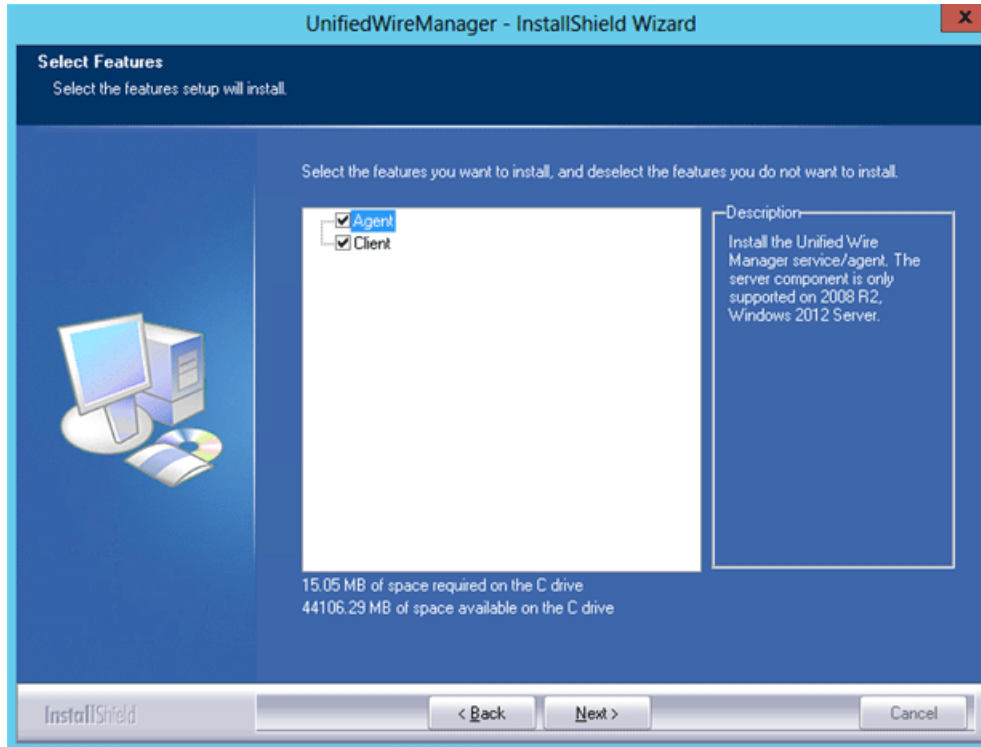 UnifiedWireManager - InstallShield Wizard
x
Select Features
Select the features setup will install.
Select the features you want to install, and deselect the features you do not want to install.
Agent
Client
Description
Install the Unified Wire
Manager service/agent. The
server component is only
supported on 2008 R2,
Windows 2012 Server.
15.05 MB of space required on the C drive
44106.29 MB of space available on the C drive
InstallShield
< Back
Next >
Cancel